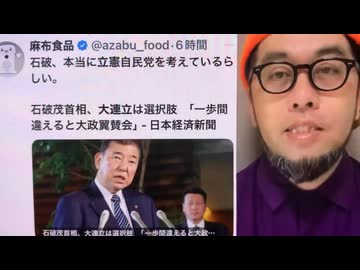 麻布食品 @azabu_food·6時間
石破、本当に立憲自民党を考えているら
しい。
石破茂首相、大連立は選択肢 「一歩間
違えると大政翼賛会」- 日本経済新聞
石破茂首相、大連立は選択肢 「一歩間違えると大政…